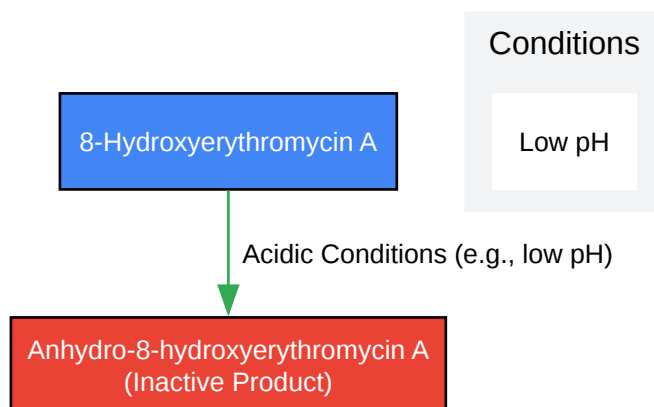 Conditions
Low pH
8-Hydroxyerythromycin A
Acidic Conditions (e.g., low pH)
Anhydro-8-hydroxyerythromycin A
(Inactive Product)